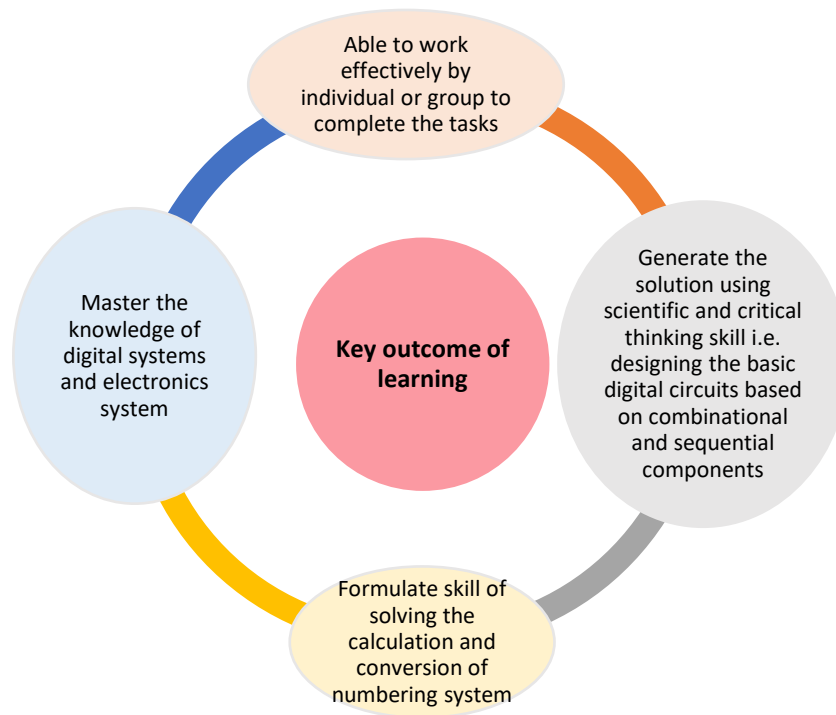 Able to work
effectively by
individual or group to
complete the tasks
Generate the
solution using
scientific and critical
thinking skill i.e.
designing the basic
digital circuits based
on combinational
and sequential
components
Formulate skill of
solving the
calculation and
conversion of
numbering system
Master the
knowledge of
digital systems
and electronics
system
Key outcome of
learning